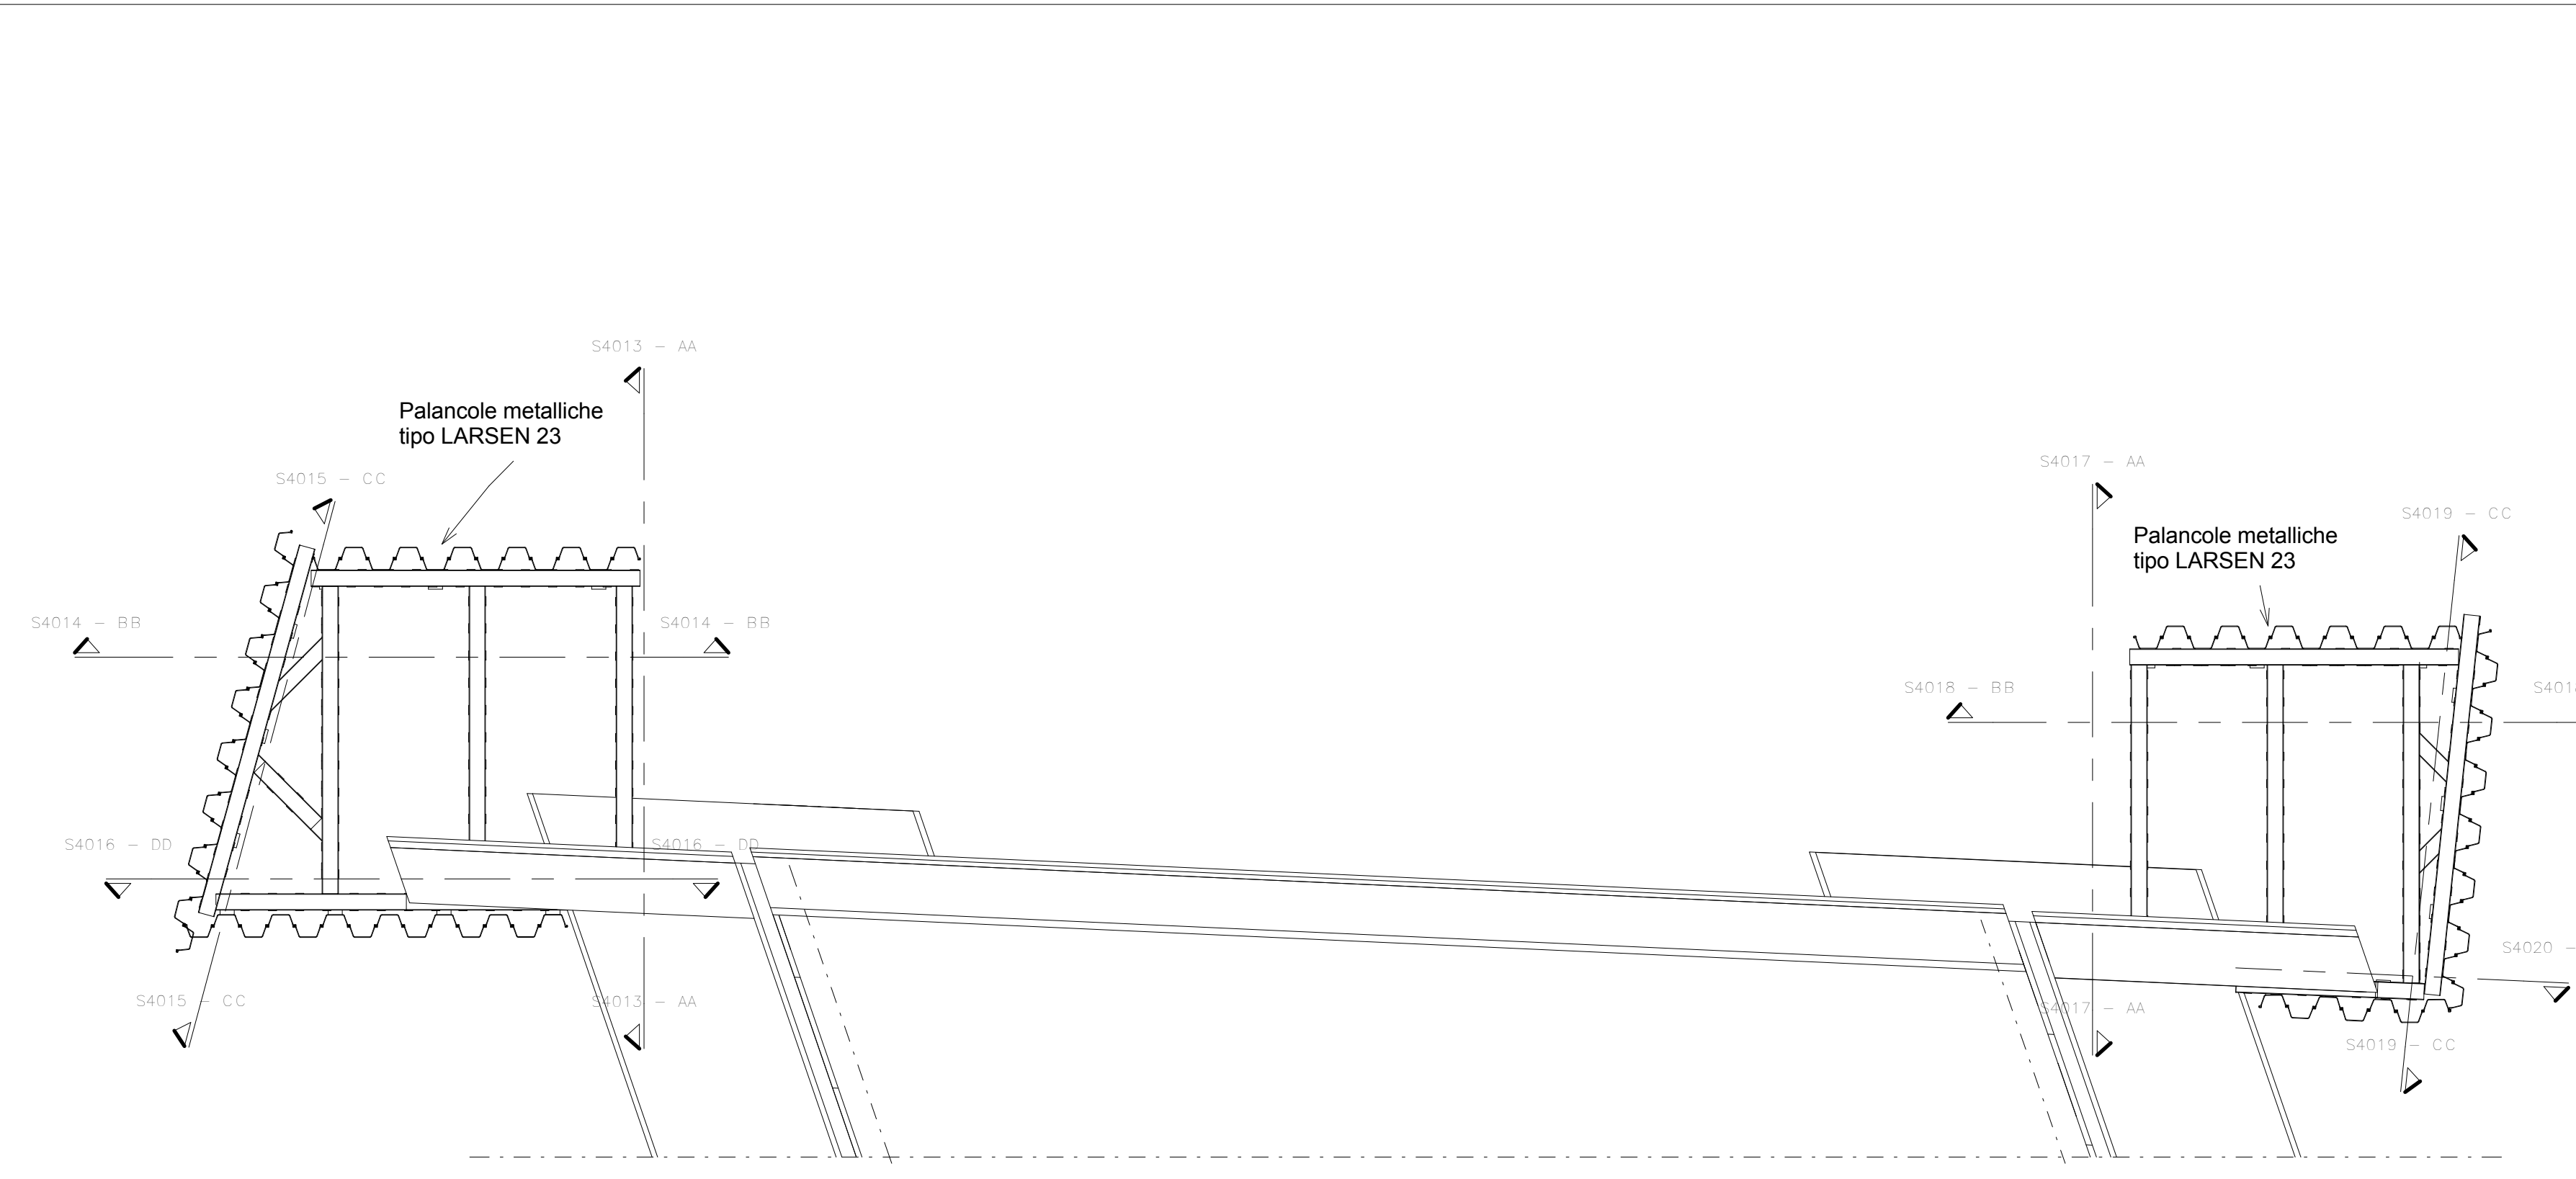 S4013 - AA
Palancole metalliche
tipo LARSEN 23
S4017 - AA
S4015 - CC
S4019 - CC
Palancole metalliche
tipo LARSEN 23
S4014 - BB
S4014 - BB
S4018 - BB
S4016 - DD
S4016 - DD
S4020 -
S4015 - CC
S4013 - AA
S4017 - AA
S4019 - CC